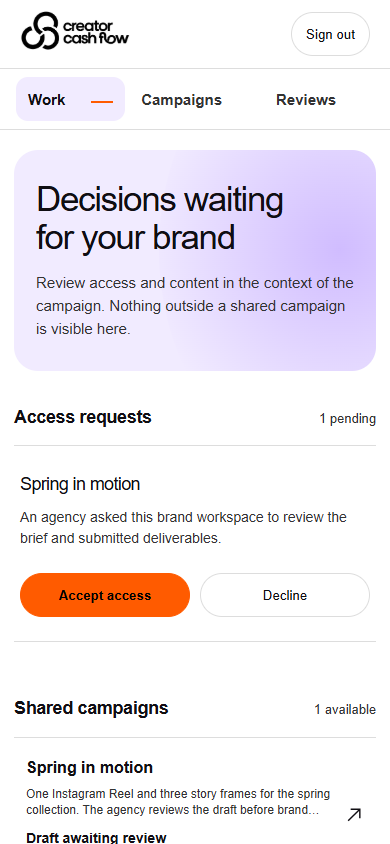 creator
cash flow
Sign out
Work
Campaigns
Reviews
Decisions waiting
for your brand
Review access and content in the context of the
campaign. Nothing outside a shared campaign
is visible here.
Access requests
1 pending
Spring in motion
An agency asked this brand workspace to review the
brief and submitted deliverables.
Accept access
Decline
Shared campaigns
1 available
Spring in motion
One Instagram Reel and three story frames for the spring
collection. The agency reviews the draft before brand…
Draft awaiting review